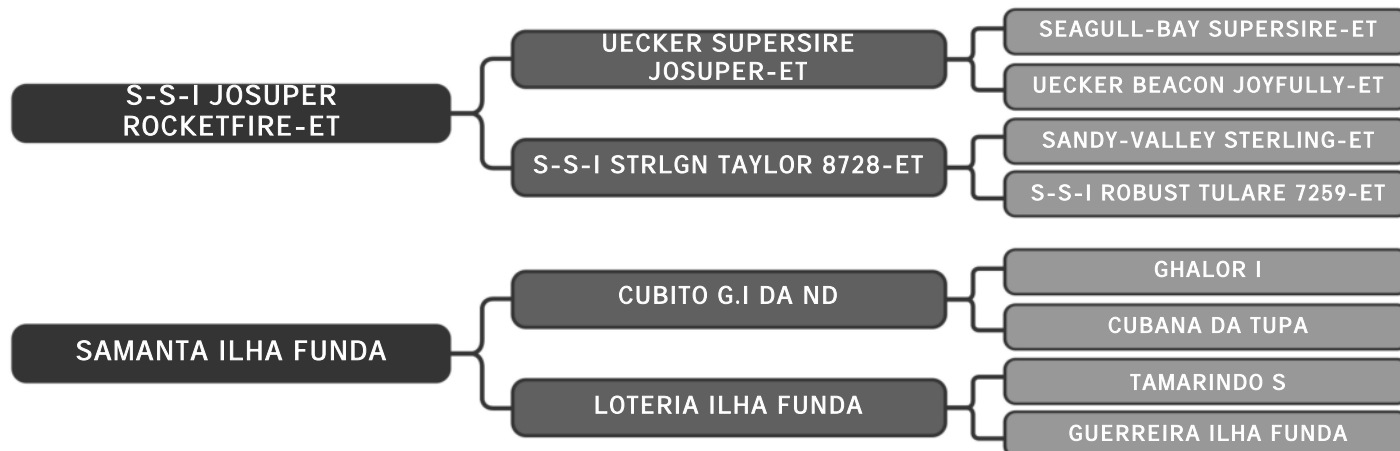 S-S-I JOSUPER
ROCKETFIRE-ET
UECKER SUPERSIRE
JOSUPER-ET
SEAGULL-BAY SUPERSIRE-ET
UECKER BEACON JOYFULLY-ET
S-S-I STRLGN TAYLOR 8728-ET
SANDY-VALLEY STERLING-ET
S-S-I ROBUST TULARE 7259-ET
SAMANTA ILHA FUNDA
CUBITO G.I DA ND
GHALOR I
CUBANA DA TUPA
LOTERIA ILHA FUNDA
TAMARINDO S
GUERREIRA ILHA FUNDA